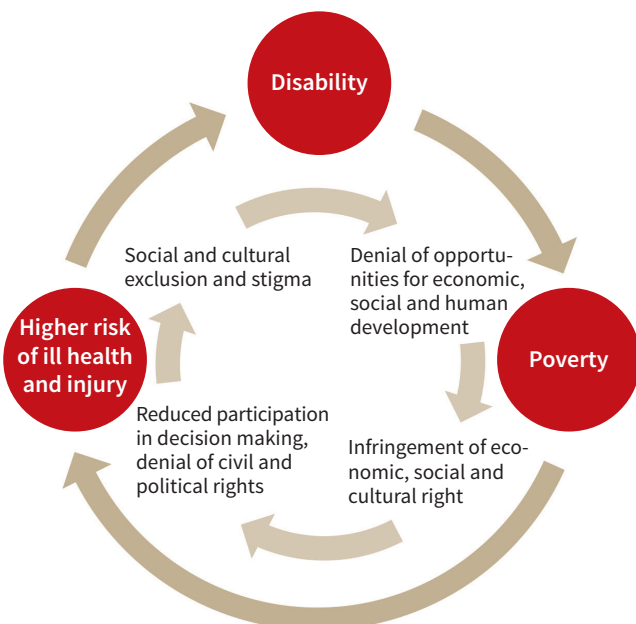 Disability
Social and cultural
exclusion and stigma
Denial of opportu-
nities for economic,
social and human
development
Higher risk
of ill health
and injury
Poverty
Reduced participation
in decision making,
denial of civil and
political rights
Infringement of eco-
nomic, social and
cultural right